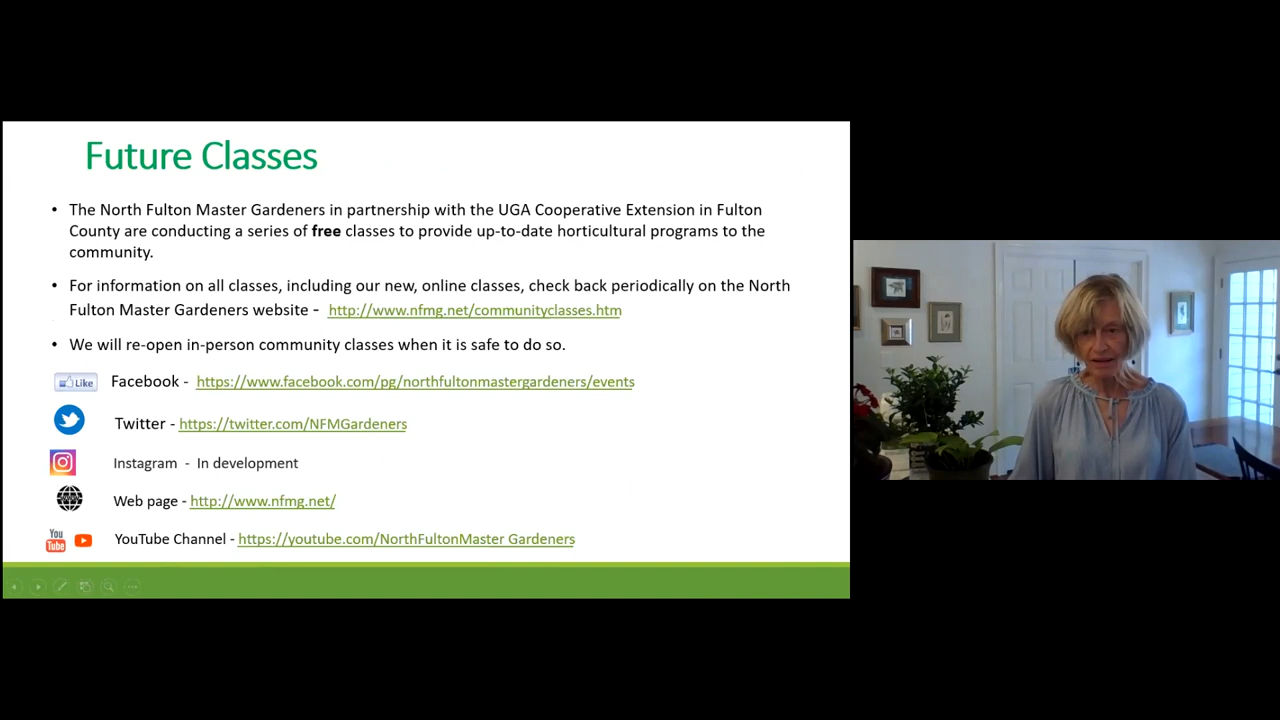 Future Classes
• The North Fulton Master Gardeners in partnership with the UGA Cooperative Extension in Fulton
County are conducting a series of free classes to provide up-to-date horticultural programs to the
community.
• For information on all classes, including our new, online classes, check back periodically on the North
Fulton Master Gardeners website - http://www.nfmg.net/communityclasses.htm
• We will re-open in-person community classes when it is safe to do so.
Like Facebook - https://www.facebook.com/pg/northfultonmastergardeners/events
Twitter - https://twitter.com/NFMGardeners
Instagram - In development
Web page - http://www.nfmg.net/
You Tube YouTube Channel - https://youtube.com/NorthFultonMaster Gardeners